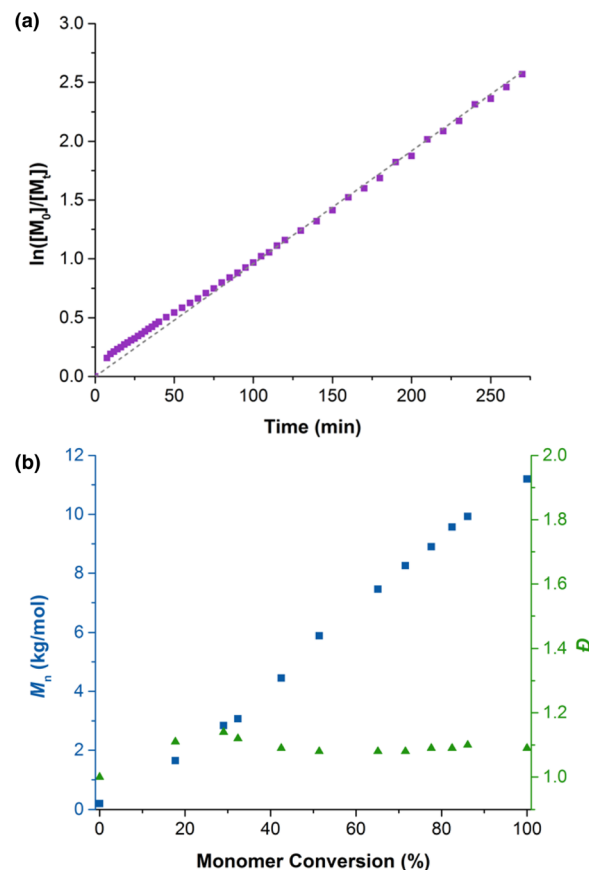 (a)
3.0
2.5
2.0
1.5
1.0
0.5
0.0
ln([M₀]/[Mₜ])
0 50 100 150 200 250
Time (min)
(b)
12
10
8
6
4
2
0
Mₙ (kg/mol)
2.0
1.8
1.6
1.4
1.2
1.0
Đ
0 20 40 60 80 100
Monomer Conversion (%)